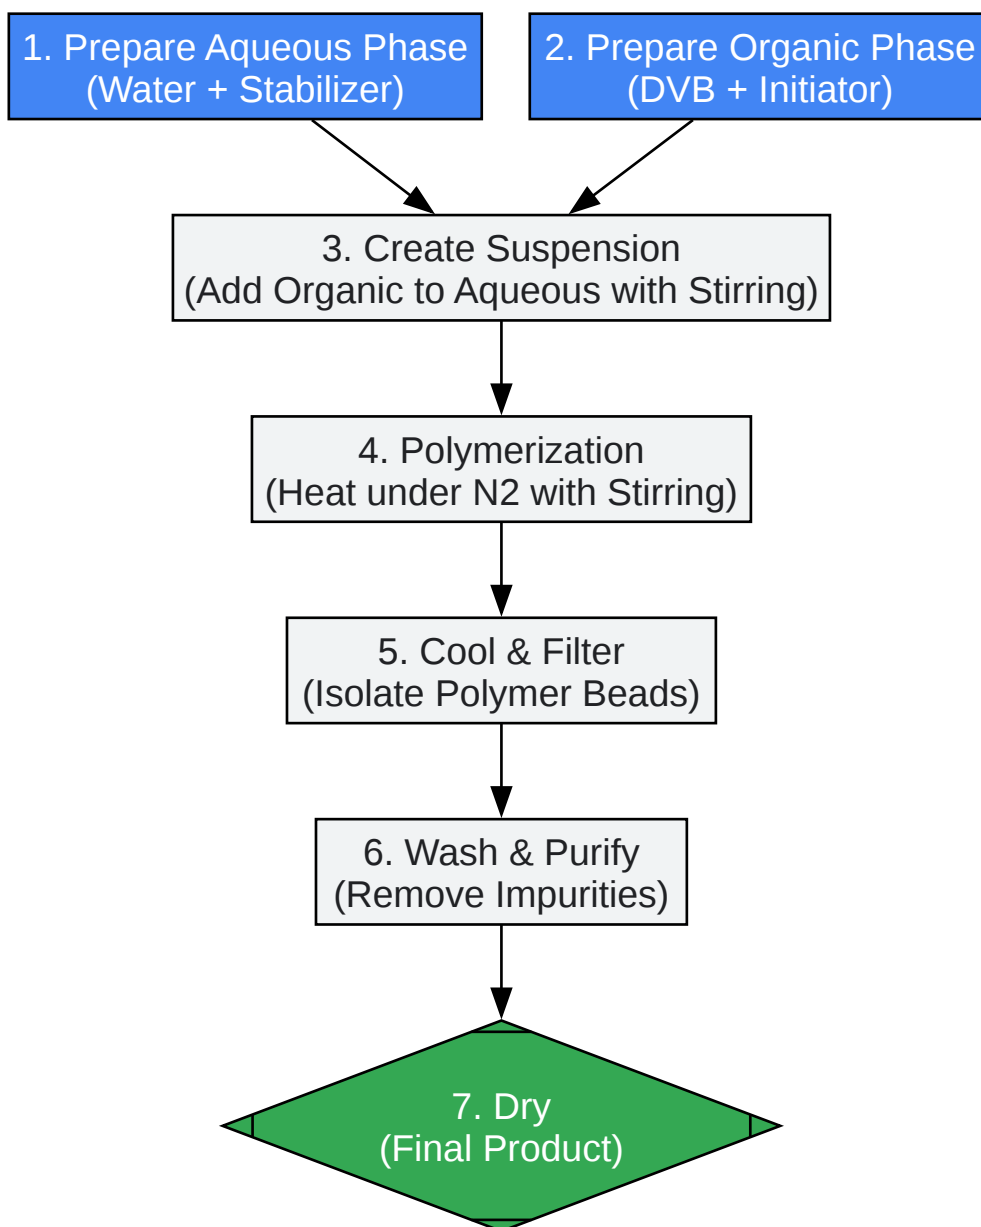 1. Prepare Aqueous Phase
(Water + Stabilizer)
2. Prepare Organic Phase
(DVB + Initiator)
3. Create Suspension
(Add Organic to Aqueous with Stirring)
4. Polymerization
(Heat under N2 with Stirring)
5. Cool & Filter
(Isolate Polymer Beads)
6. Wash & Purify
(Remove Impurities)
7. Dry
(Final Product)